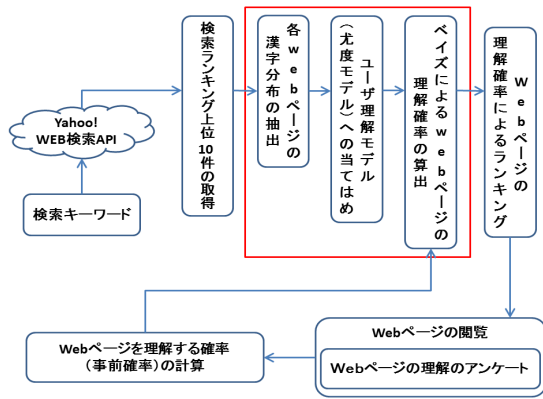 Yahoo!
WEB検索API
検索キーワード
検索ランキング上位10件の取得
各webページの
漢字分布の抽出
ユーザ理解モデル
(尤度モデル)への当てはめ
ベイズによるwebページの
理解確率の算出
Webページの
理解確率によるランキング
Webページの閲覧
Webページの理解のアンケート
Webページを理解する確率
(事前確率)の計算